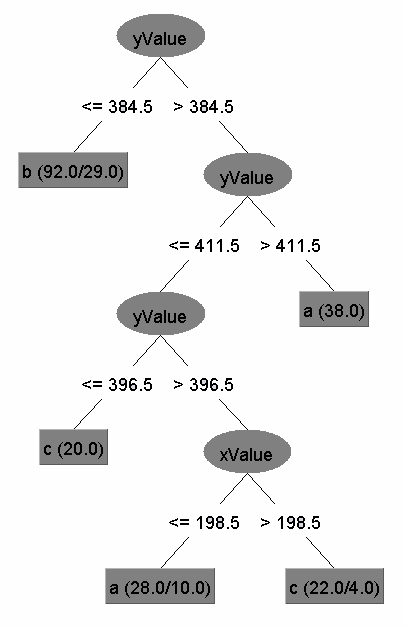 yValue
<= 384.5 > 384.5
b (92.0/29.0)
yValue
<= 411.5 > 411.5
yValue
a (38.0)
<= 396.5 > 396.5
c (20.0)
xValue
<= 198.5 > 198.5
a (28.0/10.0)
c (22.0/4.0)